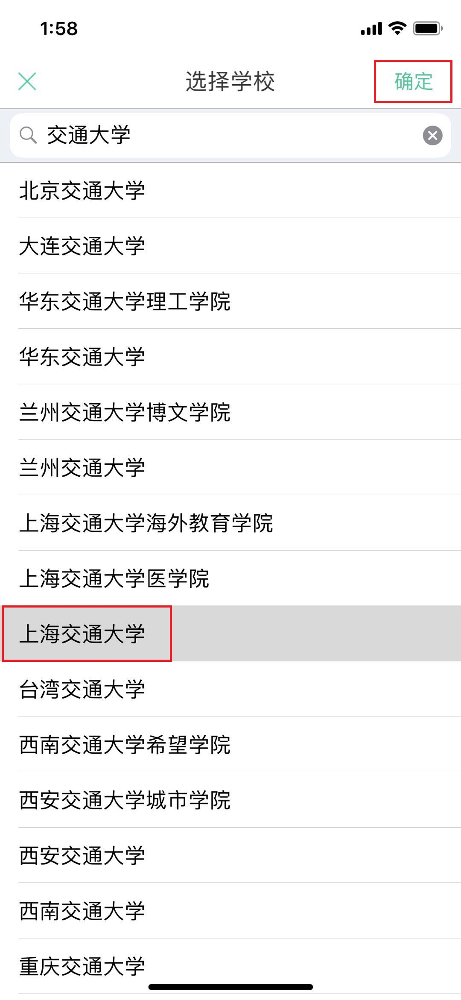 1:58
选择学校
确定
交通大学
北京交通大学
大连交通大学
华东交通大学理工学院
华东交通大学
兰州交通大学博文学院
兰州交通大学
上海交通大学海外教育学院
上海交通大学医学院
上海交通大学
台湾交通大学
西南交通大学希望学院
西安交通大学城市学院
西安交通大学
西南交通大学
重庆交通大学